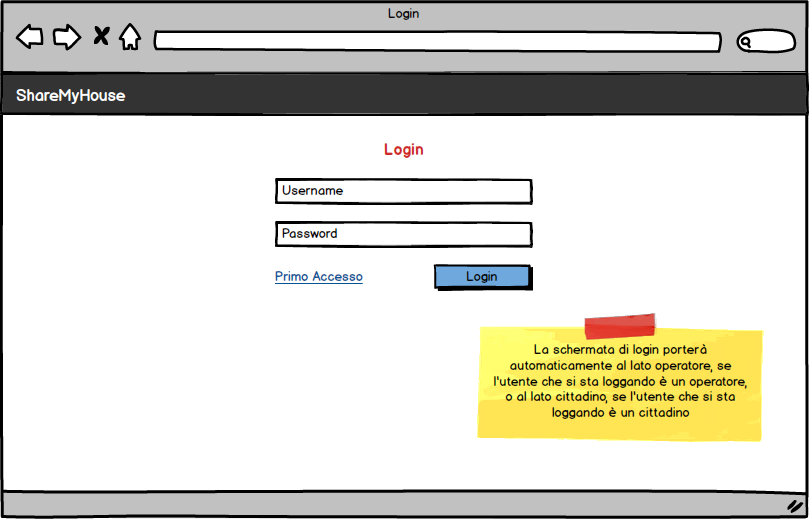 Login
ShareMyHouse
Login
Username
Password
Primo Accesso
Login
La schermata di login porterà
automaticamente al lato operatore, se
l'utente che si sta loggando è un operatore,
o al lato cittadino, se l'utente che si sta
loggando è un cittadino